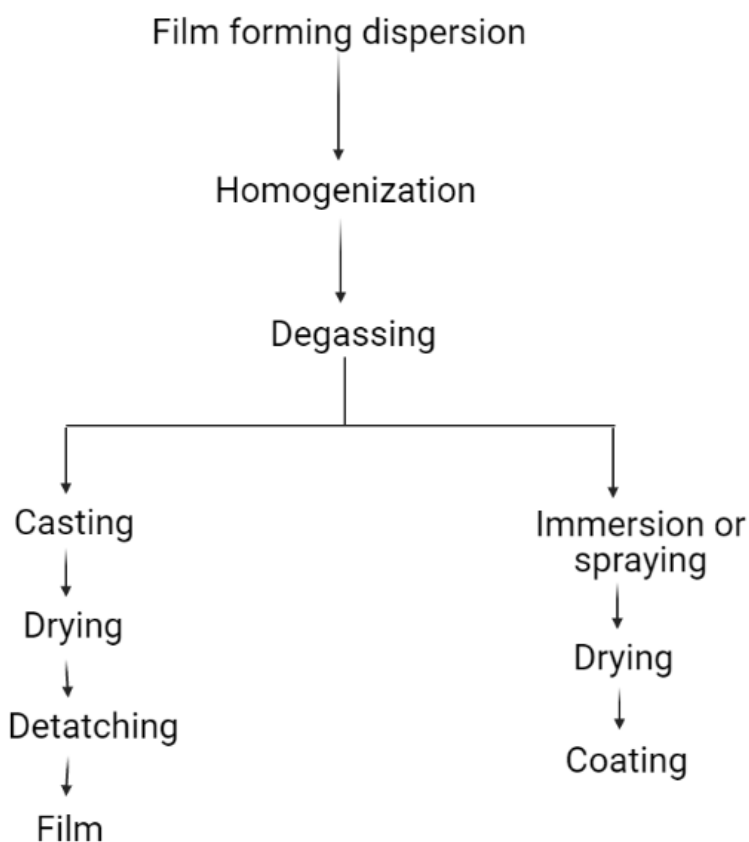 Film forming dispersion
Homogenization
Degassing
Casting
Drying
Detatching
Film
Immersion or
spraying
Drying
Coating